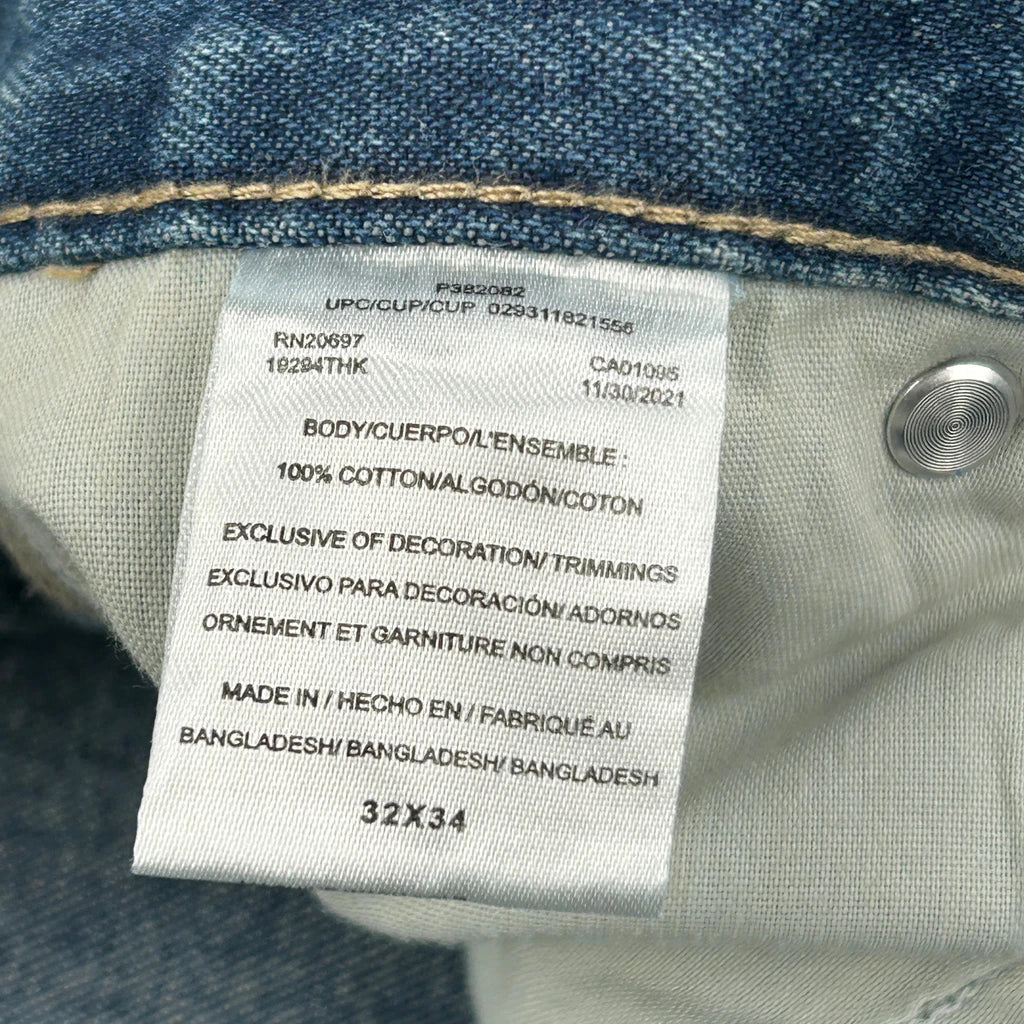 P382082
UPC/CUP/CUP 029311821556
RN20697
19294THK
CA01095
11/30/2021
BODY/CUERPO/L'ENSEMBLE :
100% COTTON/ALGODÓN/COTON
EXCLUSIVE OF DECORATION/ TRIMMINGS
EXCLUSIVO PARA DECORACIÓN/ ADORNOS
ORNEMENT ET GARNITURE NON COMPRIS
MADE IN / HECHO EN / FABRIQUÉ AU
BANGLADESH/ BANGLADESH/ BANGLADESH
32X34